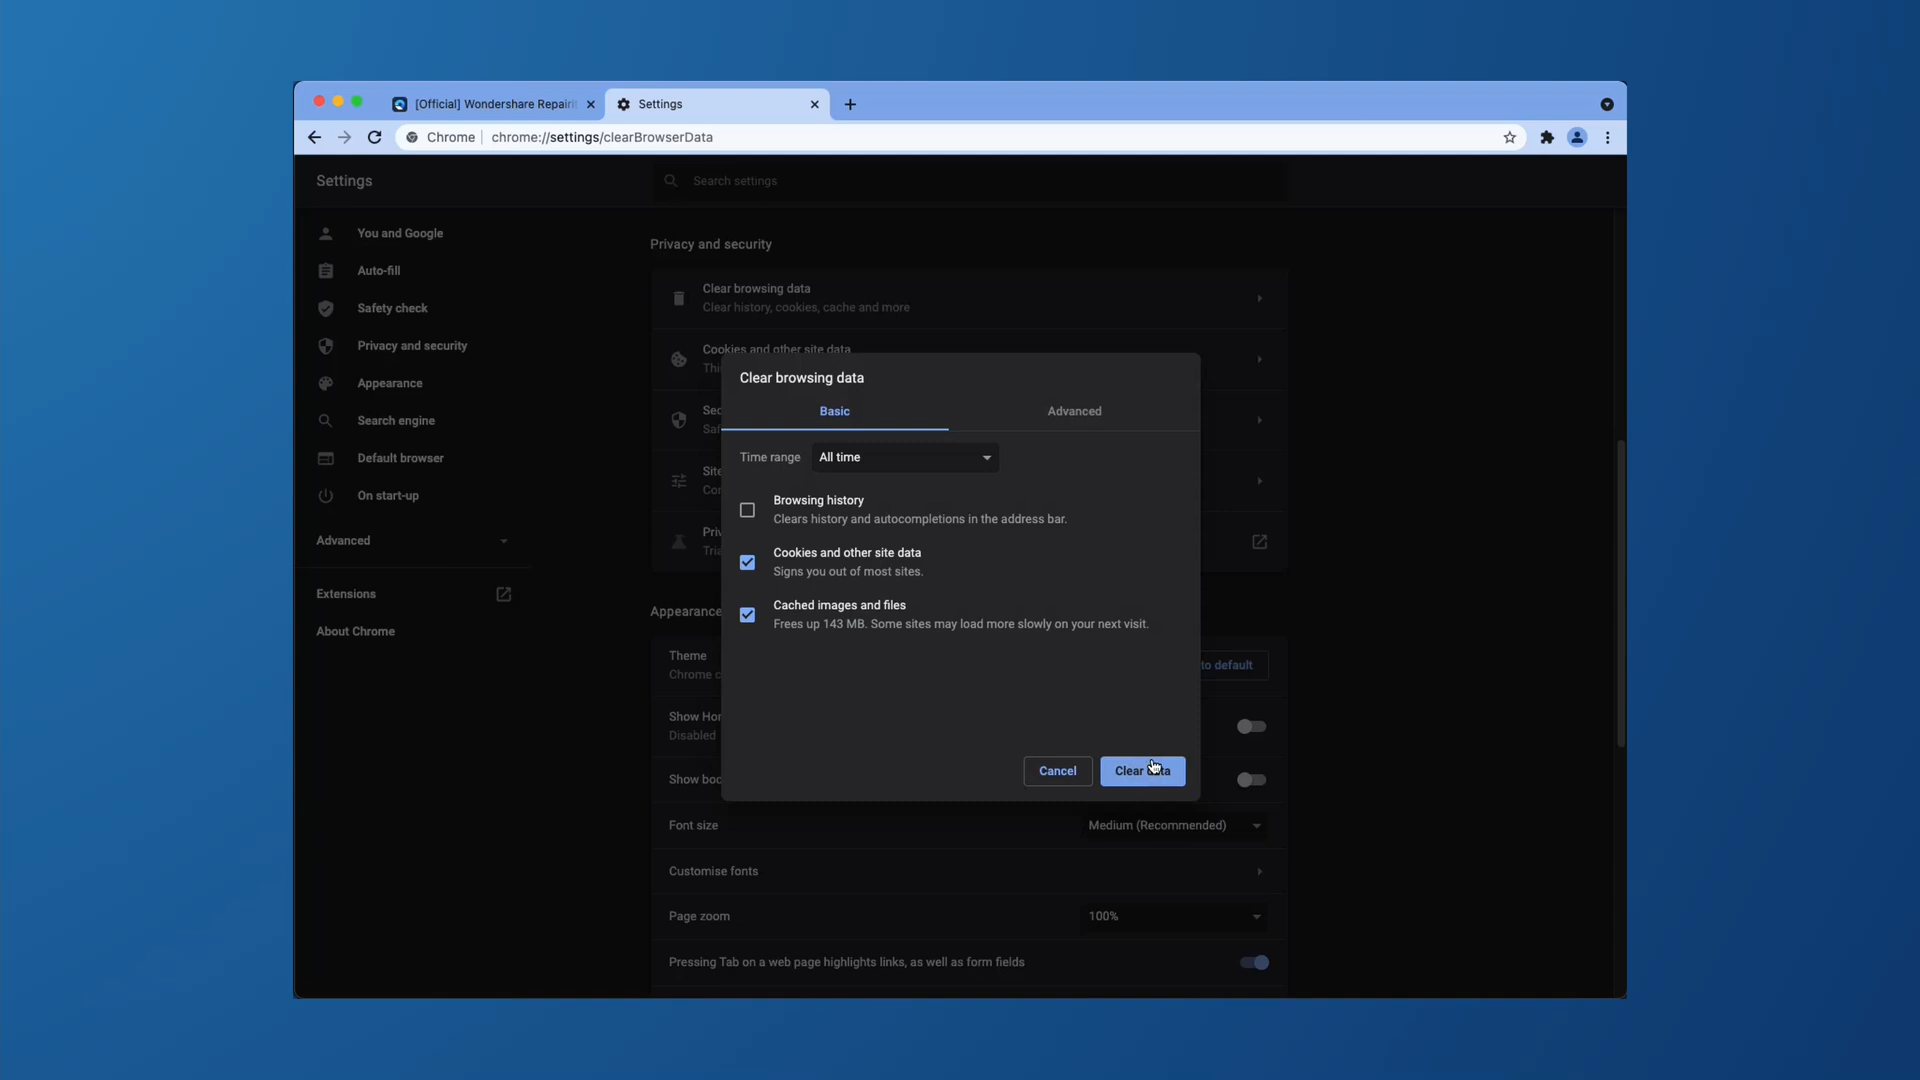 [Official] Wondershare Repairi
Settings
Chrome
chrome://settings/clearBrowserData
Settings
Search settings
You and Google
Auto-fill
Safety check
Privacy and security
Appearance
Search engine
Default browser
On start-up
Advanced
Extensions
About Chrome
Privacy and security
Clear browsing data
Clear history, cookies, cache and more
Cookies and other site data
Clear browsing data
Basic
Advanced
Time range
All time
Browsing history
Clears history and autocompletions in the address bar.
Cookies and other site data
Signs you out of most sites.
Cached images and files
Frees up 143 MB. Some sites may load more slowly on your next visit.
Cancel
Clear data
Appearance
Theme
Chrome
to default
Show
Disabled
Show
Font size
Medium (Recommended)
Customise fonts
Page zoom
100%
Pressing Tab on a web page highlights links, as well as form fields